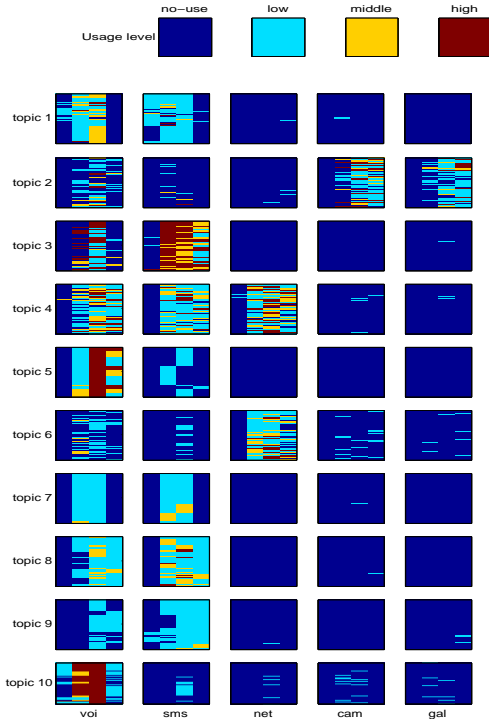 no−use low middle high
Usage level
topic 1
topic 2
topic 3
topic 4
topic 5
topic 6
topic 7
topic 8
topic 9
topic 10
voi sms net cam gal